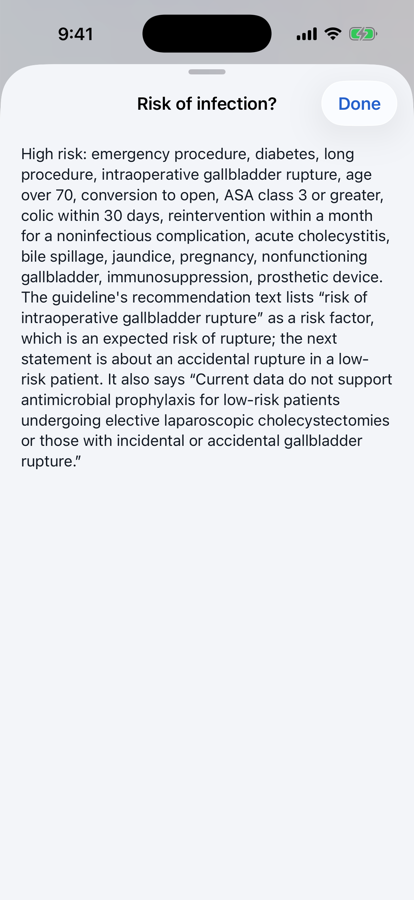 9:41
Risk of infection?
Done
High risk: emergency procedure, diabetes, long
procedure, intraoperative gallbladder rupture, age
over 70, conversion to open, ASA class 3 or greater,
colic within 30 days, reintervention within a month
for a noninfectious complication, acute cholecystitis,
bile spillage, jaundice, pregnancy, nonfunctioning
gallbladder, immunosuppression, prosthetic device.
The guideline's recommendation text lists “risk of
intraoperative gallbladder rupture” as a risk factor,
which is an expected risk of rupture; the next
statement is about an accidental rupture in a low-
risk patient. It also says “Current data do not support
antimicrobial prophylaxis for low-risk patients
undergoing elective laparoscopic cholecystectomies
or those with incidental or accidental gallbladder
rupture.”